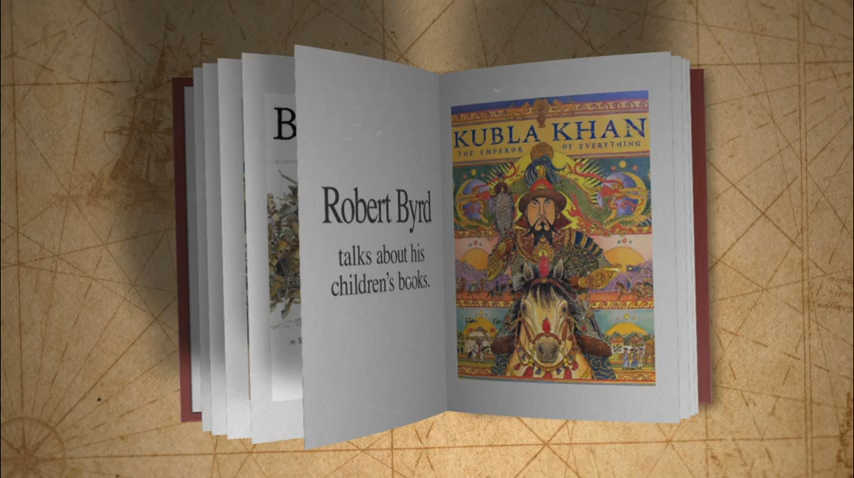 B
Robert Byrd
talks about his
children's books.
KUBLA KHAN
THE EMPEROR OF EVERYTHING